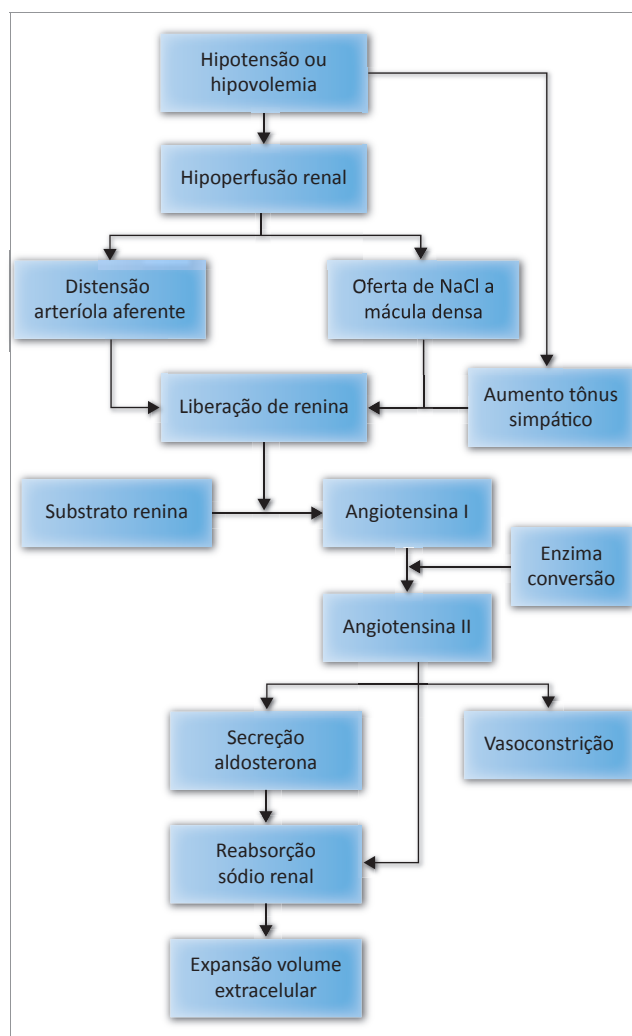 Hipotensão ou
hipovolemia
Hipoperfusão renal
Distensão
arteríola aferente
Oferta de NaCl a
mácula densa
Liberação de renina
Aumento tônus
simpático
Substrato renina
Angiotensina I
Enzima
conversão
Angiotensina II
Secreção
aldosterona
Vasoconstrição
Reabsorção
sódio renal
Expansão volume
extracelular